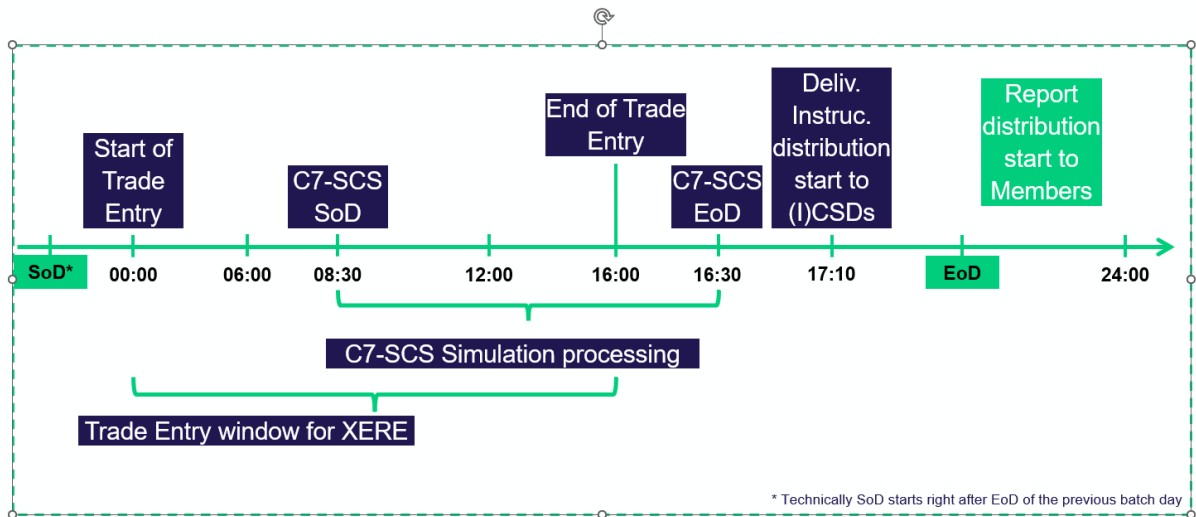 Start of
Trade
Entry
C7-SCS
SoD
End of Trade
Entry
C7-SCS
EoD
Deliv.
Instruc.
distribution
start to
(I)CSDs
Report
distribution
start to
Members
SoD*
00:00
06:00
08:30
12:00
16:00
16:30
17:10
EoD
24:00
C7-SCS Simulation processing
Trade Entry window for XERE
* Technically SoD starts right after EoD of the previous batch day